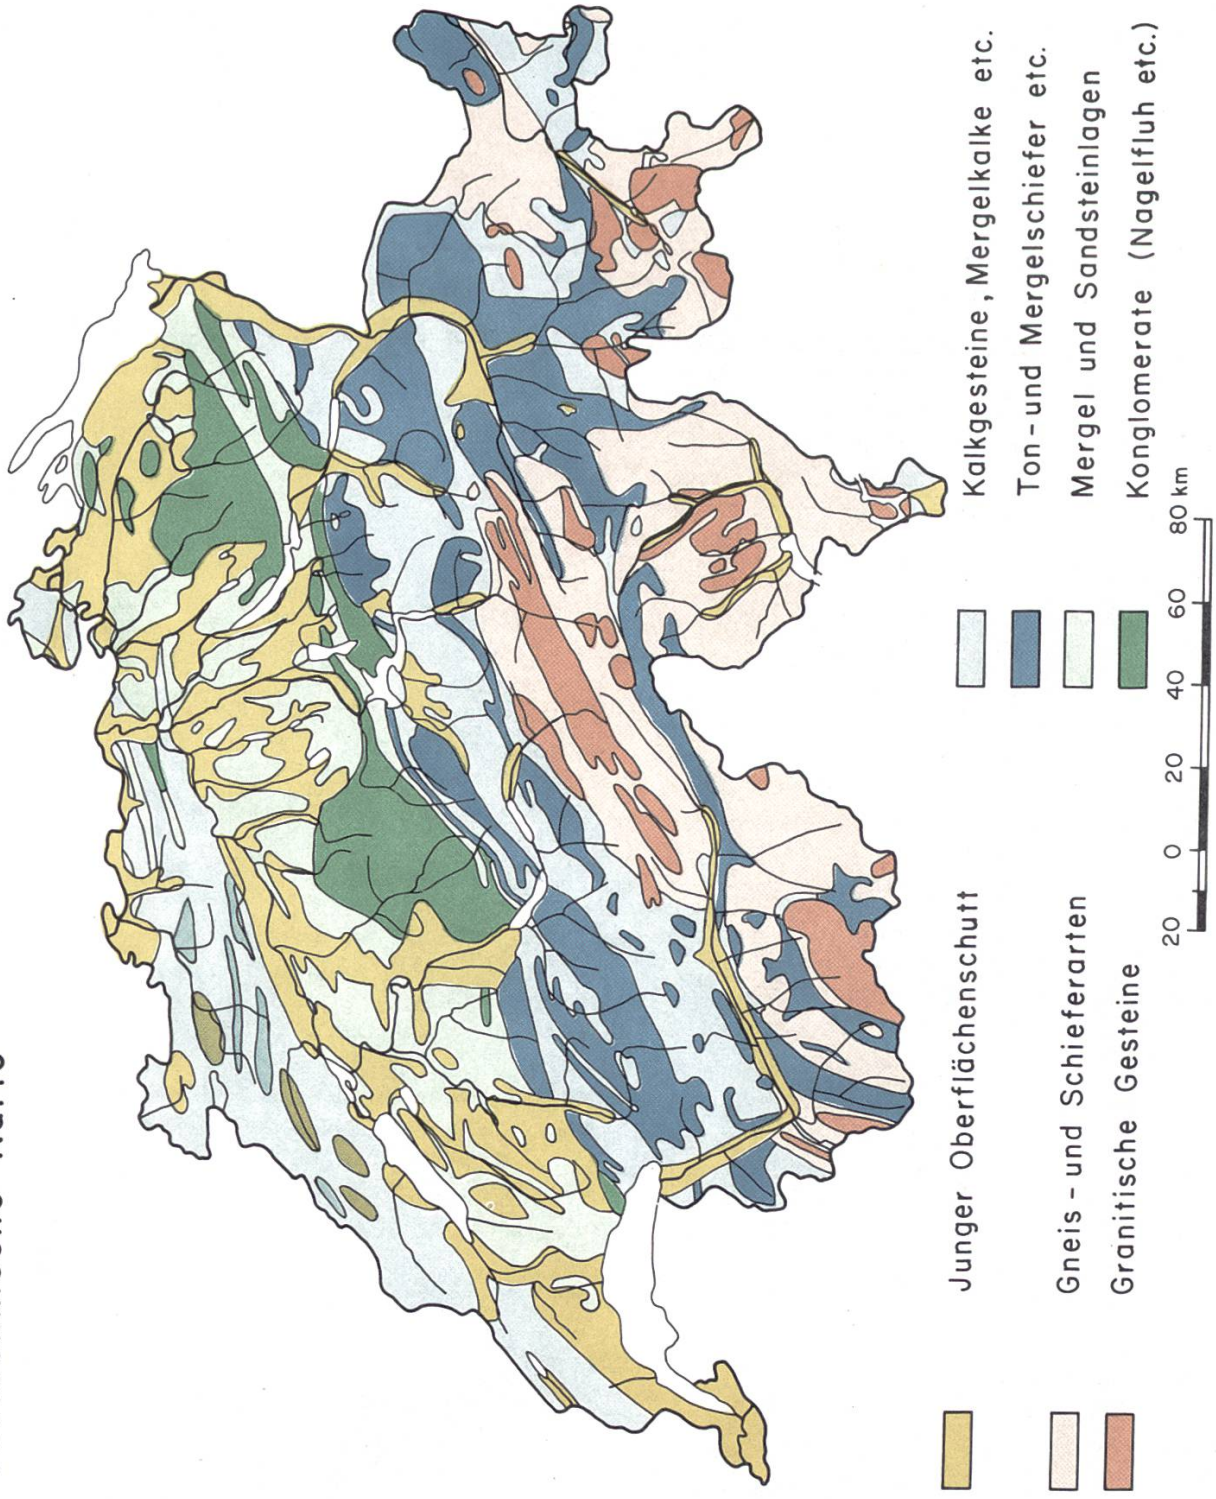 Junger Oberflächenschutt
Gneis- und Schieferarten
Granitische Gesteine
Kalkgesteine, Mergelkalke etc.
Ton- und Mergelschiefer etc.
Mergel und Sandsteinlagen
Konglomerate (Nagelfluh etc.)
20 0 20 40 60 80 km